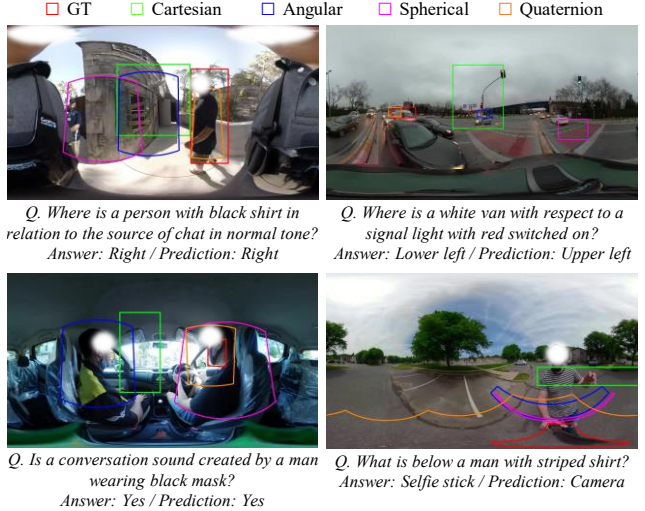 GT Cartesian Angular Spherical Quaternion
Q. Where is a person with black shirt in
relation to the source of chat in normal tone?
Answer: Right / Prediction: Right
Q. Where is a white van with respect to a
signal light with red switched on?
Answer: Lower left / Prediction: Upper left
Q. Is a conversation sound created by a man
wearing black mask?
Answer: Yes / Prediction: Yes
Q. What is below a man with striped shirt?
Answer: Selfie stick / Prediction: Camera